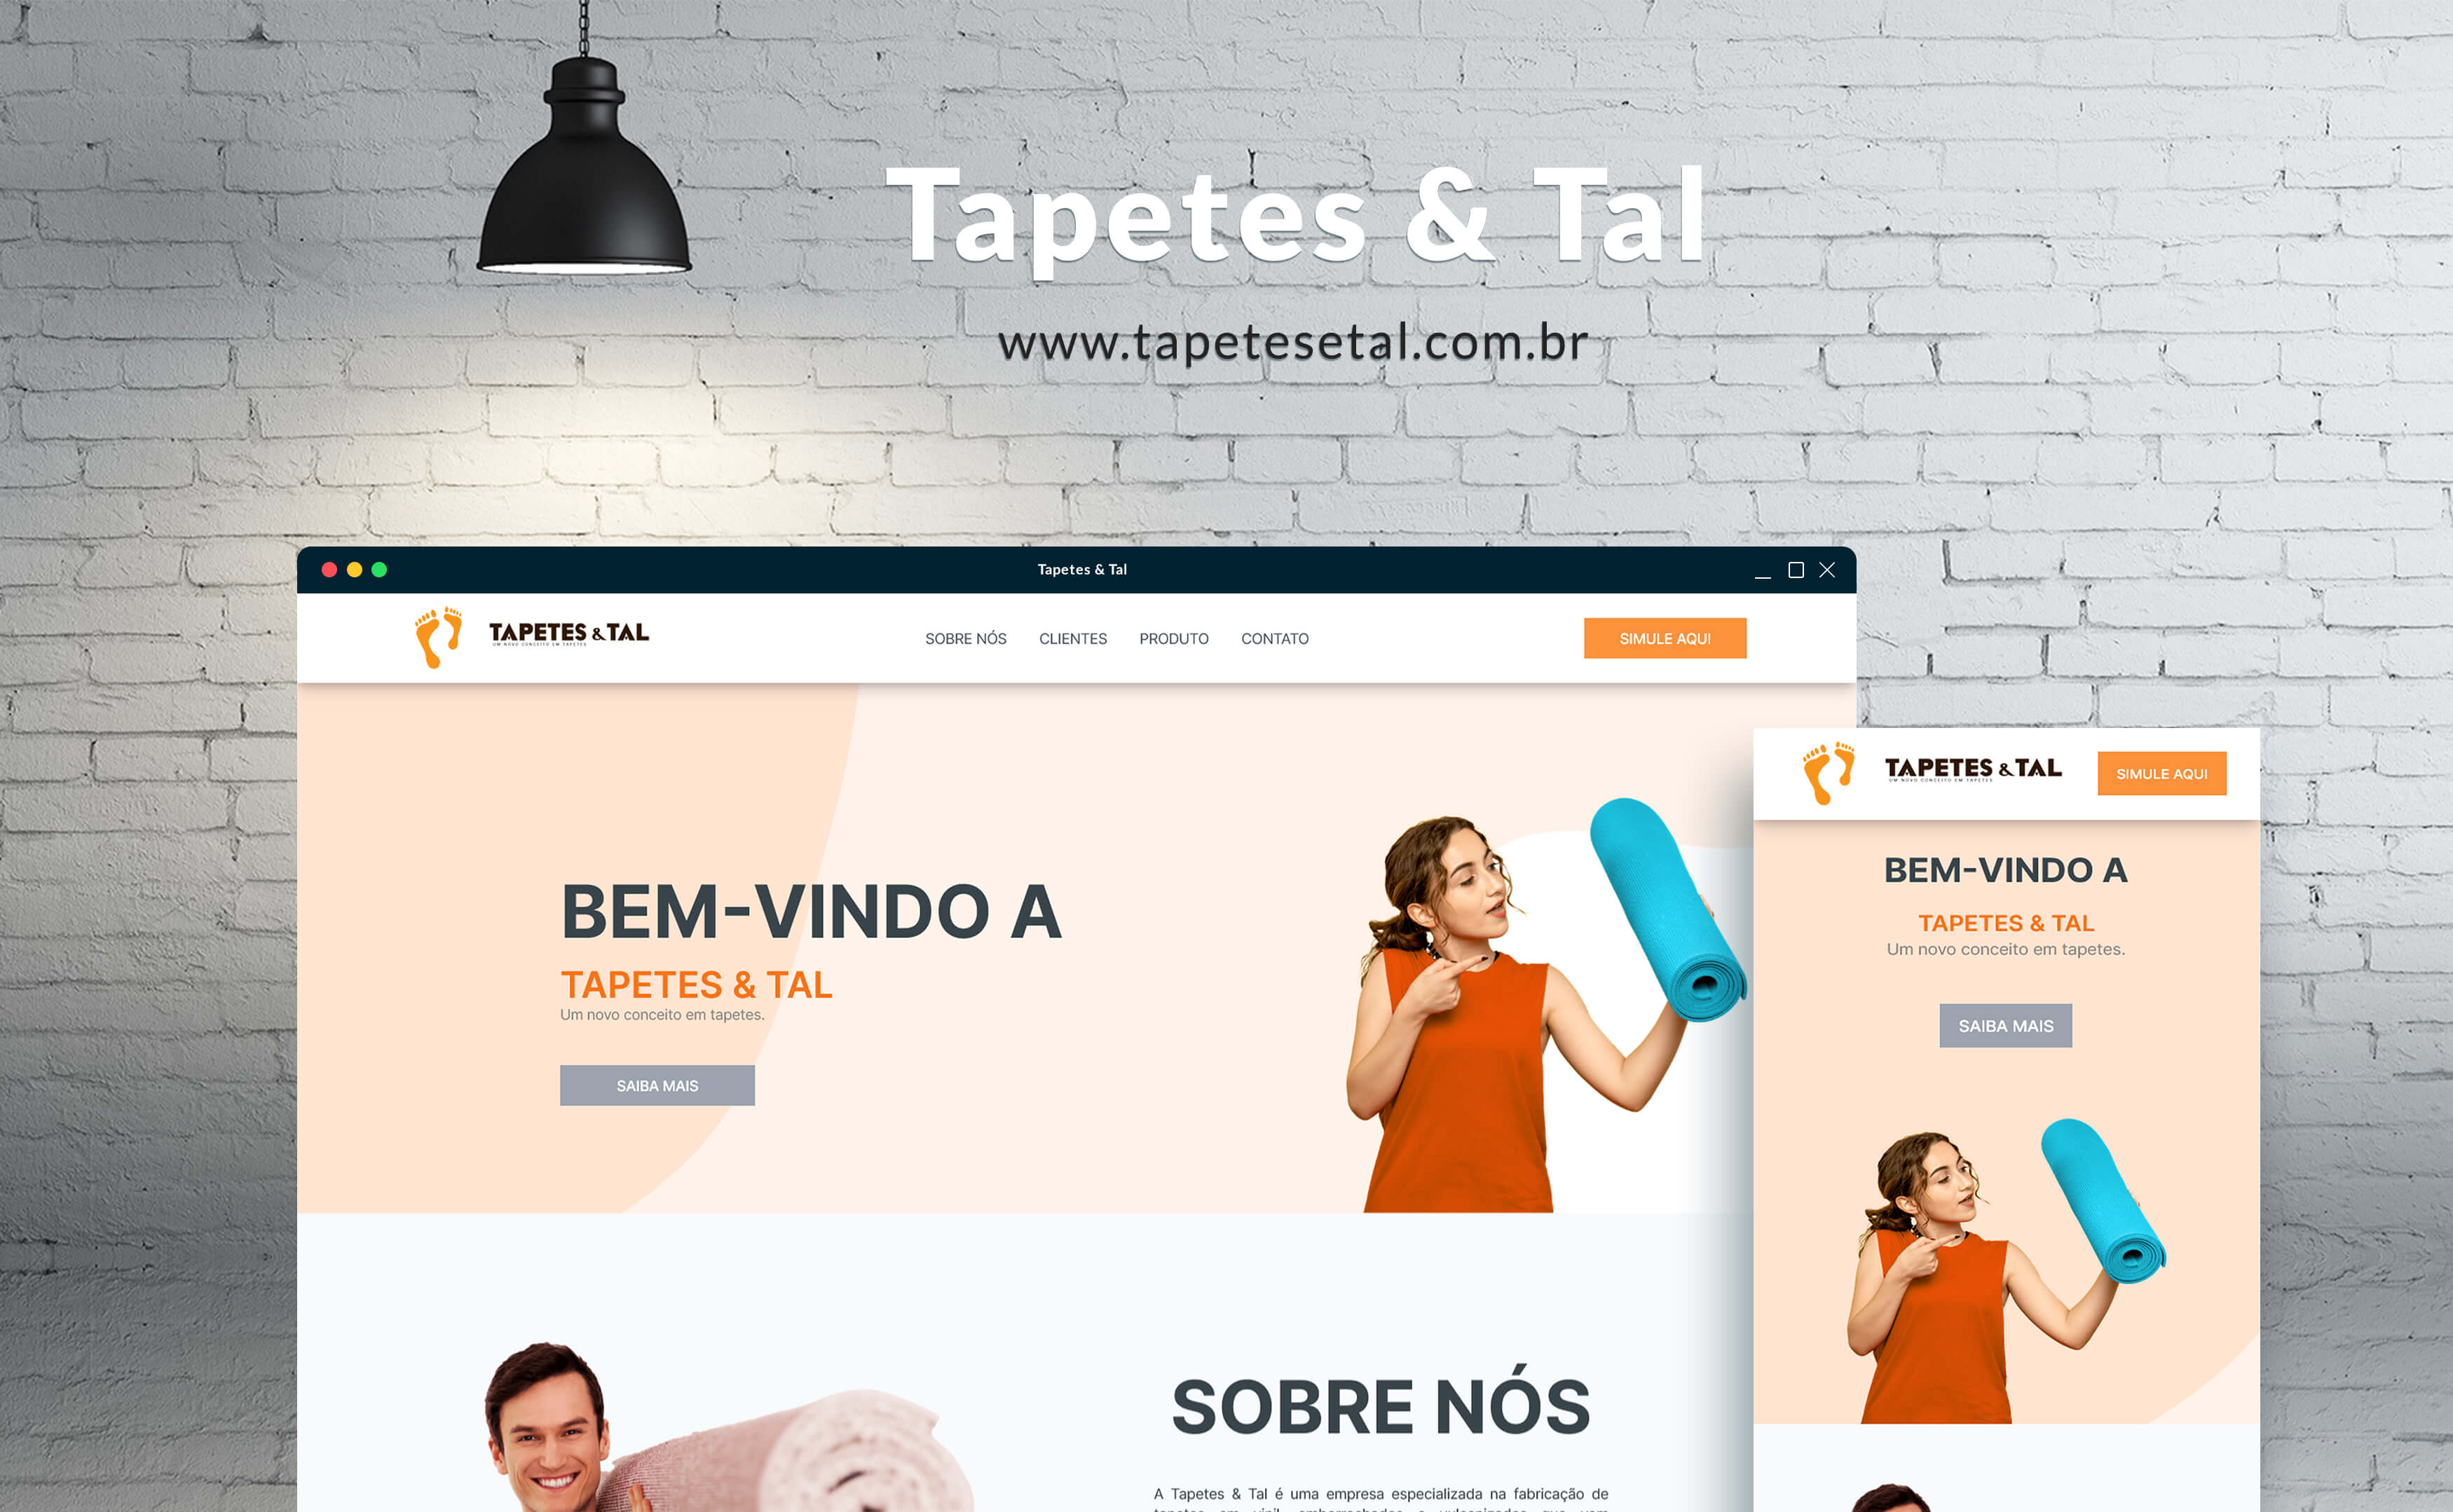 Tapetes & Tal
www.tapetesetal.com.br
Tapetes & Tal
TAPETES & TAL
UM NOVO CONCEITO EM TAPETES
SOBRE NÓS CLIENTES PRODUTO CONTATO
SIMULE AQUI
BEM-VINDO A
TAPETES & TAL
Um novo conceito em tapetes.
SAIBA MAIS
SOBRE NÓS
A Tapetes & Tal é uma empresa especializada na fabricação de
TAPETES & TAL
UM NOVO CONCEITO EM TAPETES
SIMULE AQUI
BEM-VINDO A
TAPETES & TAL
Um novo conceito em tapetes.
SAIBA MAIS